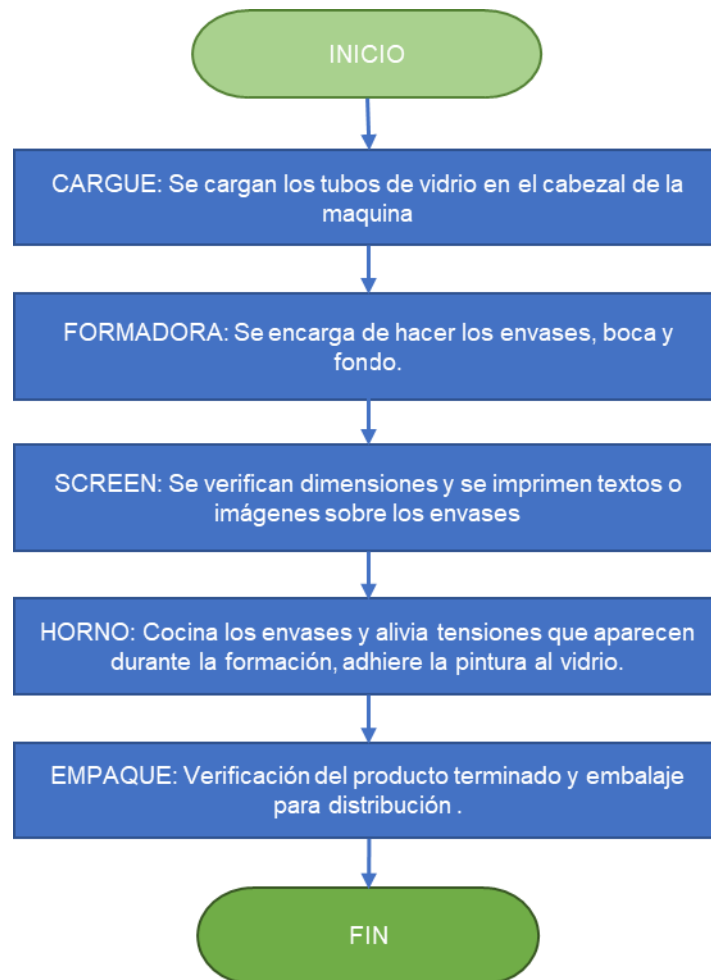 INICIO
CARGUE: Se cargan los tubos de vidrio en el cabezal de la
maquina
FORMADORA: Se encarga de hacer los envases, boca y
fondo.
SCREEN: Se verifican dimensiones y se imprimen textos o
imágenes sobre los envases
HORNO: Cocina los envases y alivia tensiones que aparecen
durante la formación, adhiere la pintura al vidrio.
EMPAQUE: Verificación del producto terminado y embalaje
para distribución .
FIN